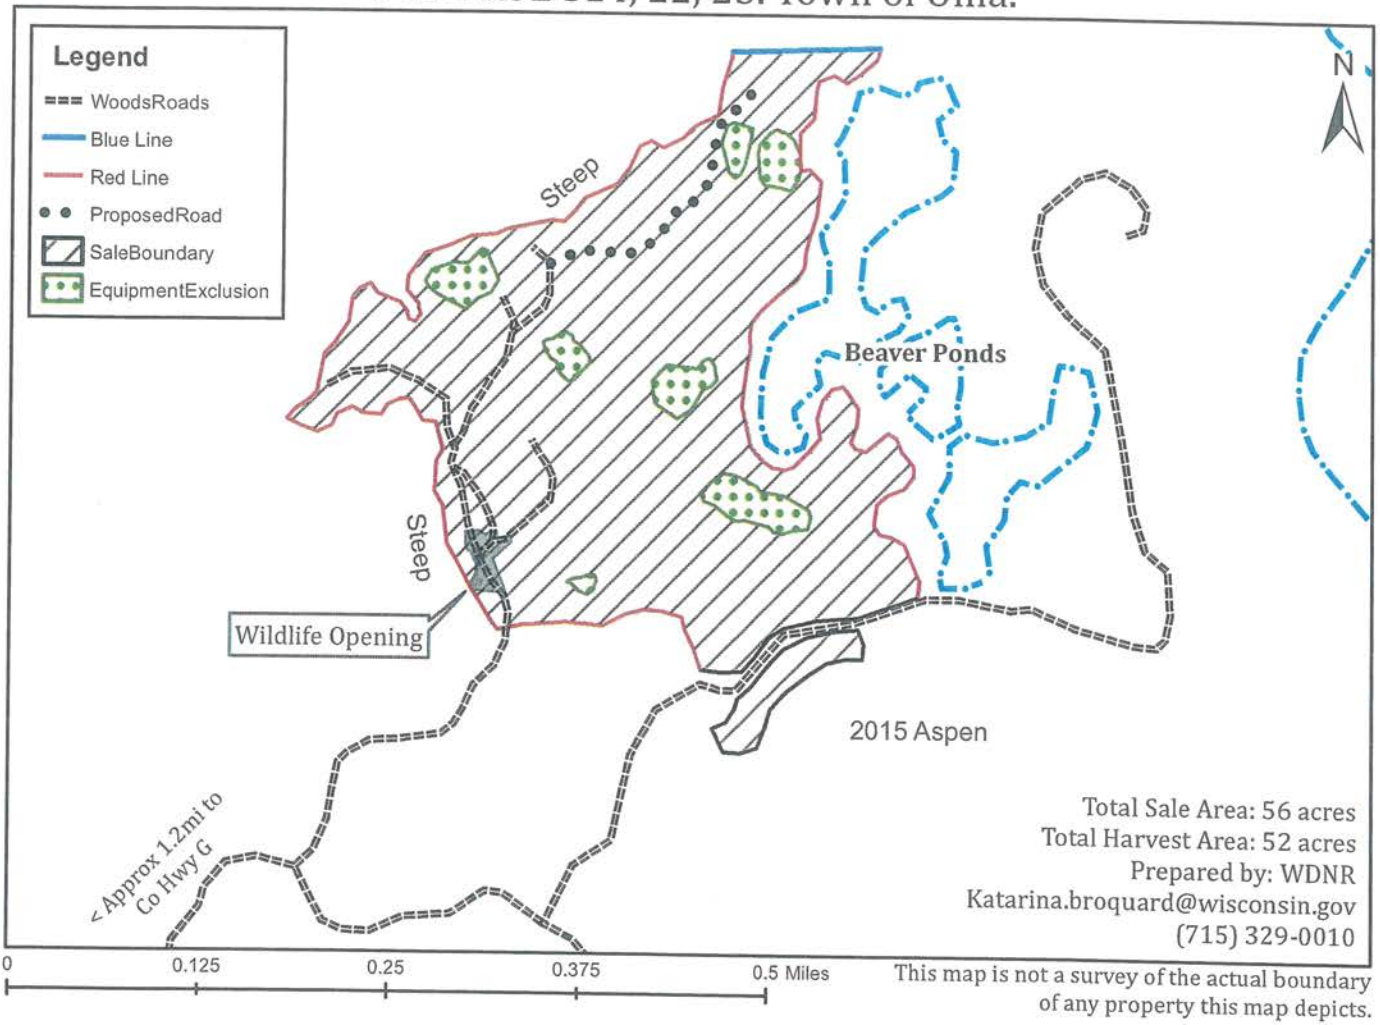 Town of
Legend
WoodsRoads
Blue Line
Red Line
ProposedRoad
SaleBoundary
EquipmentExclusion
N
Steep
Beaver Ponds
Steep
Wildlife Opening
2015 Aspen
< Approx 1.2mi to
Co Hwy G
Total Sale Area: 56 acres
Total Harvest Area: 52 acres
Prepared by: WDNR
Katarina.broquard@wisconsin.gov
(715) 329-0010
0 0.125 0.25 0.375 0.5 Miles
This map is not a survey of the actual boundary
of any property this map depicts.